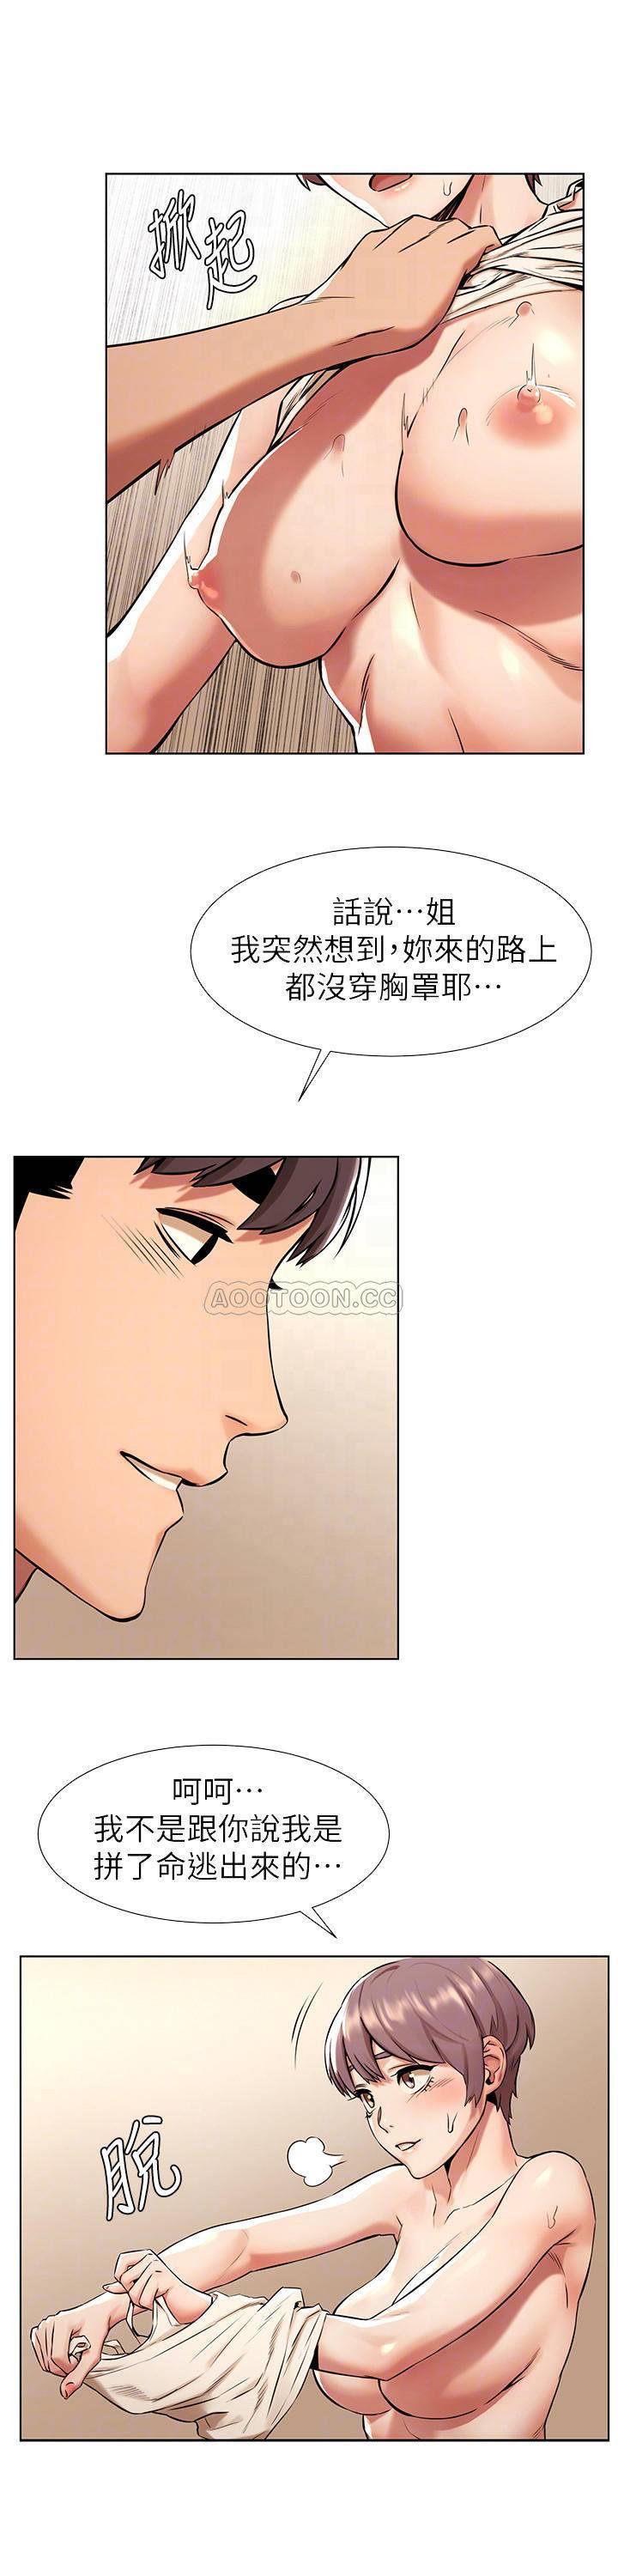 掀起
話說…姐
我突然想到,妳來的路上
都沒穿胸罩耶…
AOOTOON.CC
呵呵…
我不是跟你說我是
拼了命逃出來的…
脫